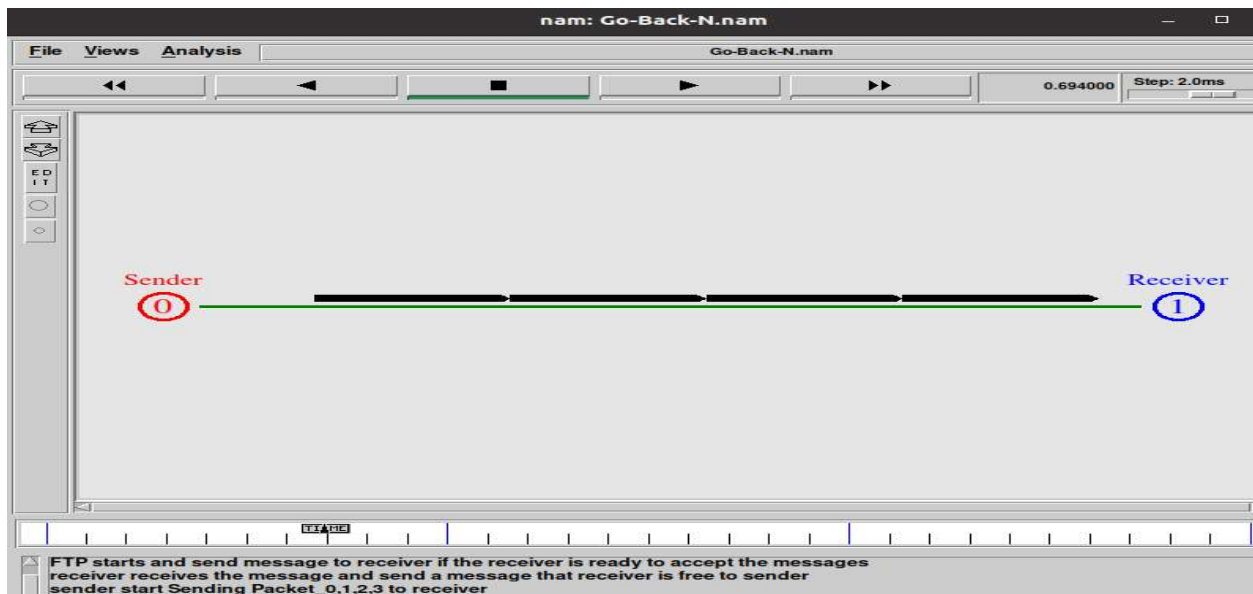 nam: Go-Back-N.nam
File Views Analysis Go-Back-N.nam
0.694000 Step: 2.0ms
E D
I T
Sender Receiver
0 1
TIME
FTP starts and send message to receiver if the receiver is ready to accept the messages
receiver receives the message and send a message that receiver is free to sender
sender start Sending Packet 0,1,2,3 to receiver